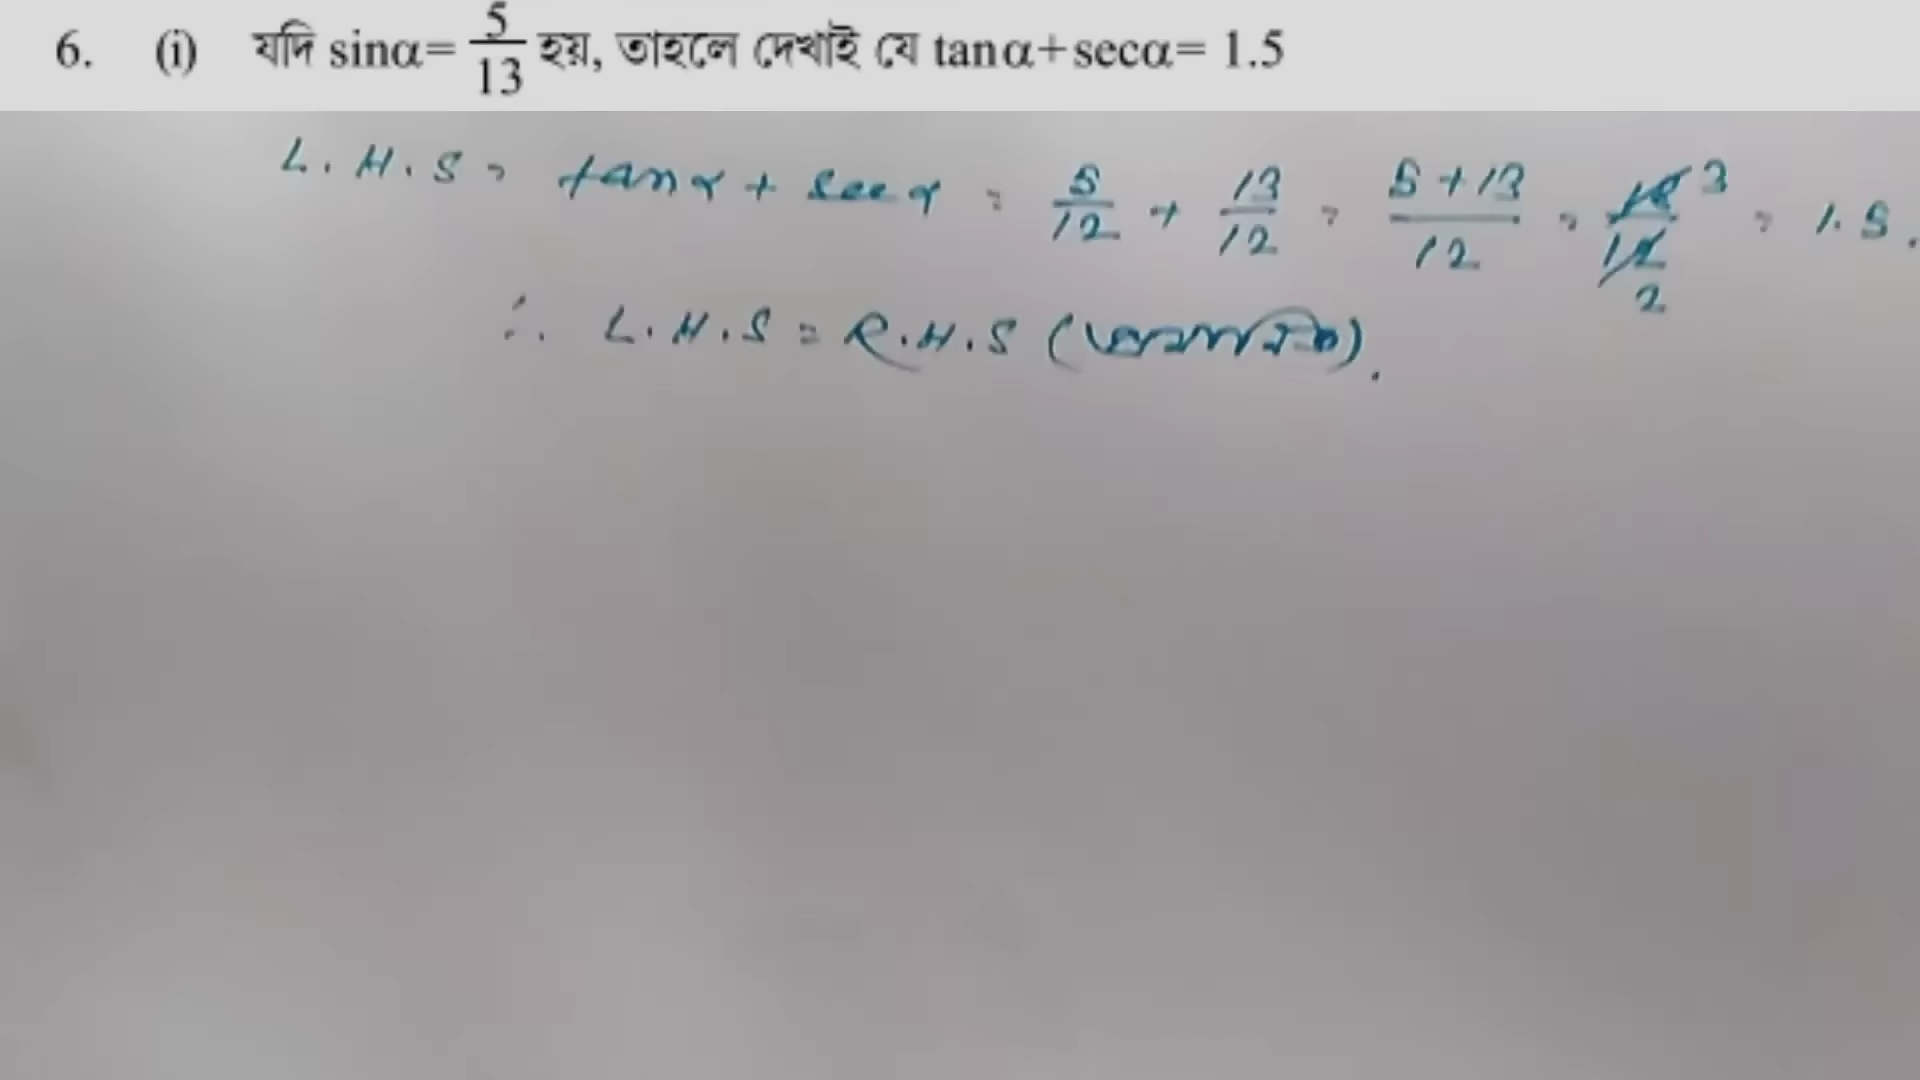 6. (i) যদি sinα= 5/13 হয়, তাহলে দেখাই যে tanα+secα= 1.5
L.H.S = tanα + secα = 5/12 + 13/12 = 5+13/12 = 18 3/12 2 = 1.5.
∴ L.H.S = R.H.S (প্রমাণিত).